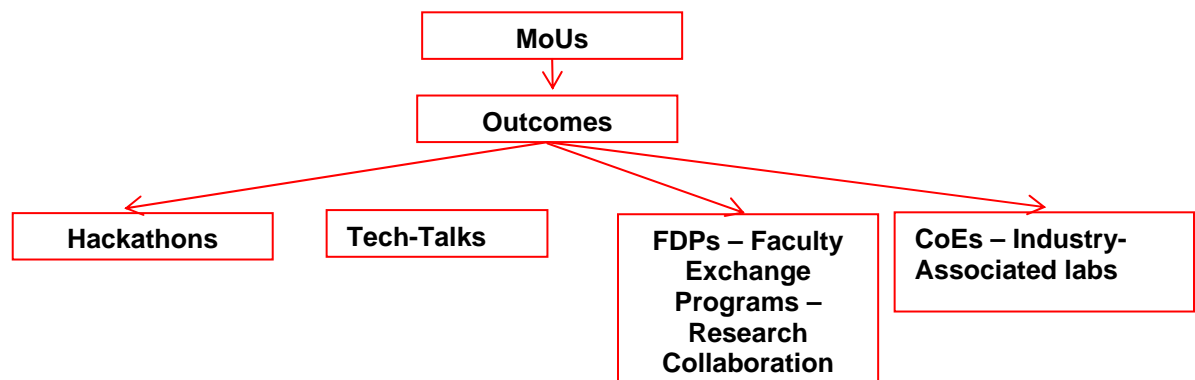 MoUs
Outcomes
Hackathons
Tech-Talks
FDPs – Faculty
Exchange
Programs –
Research
Collaboration
CoEs – Industry-
Associated labs